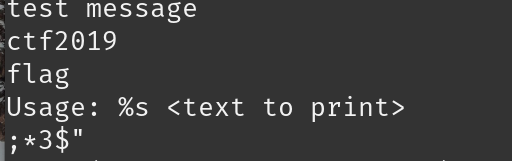 test message
ctf2019
flag
Usage: %s <text to print>
;*3$"